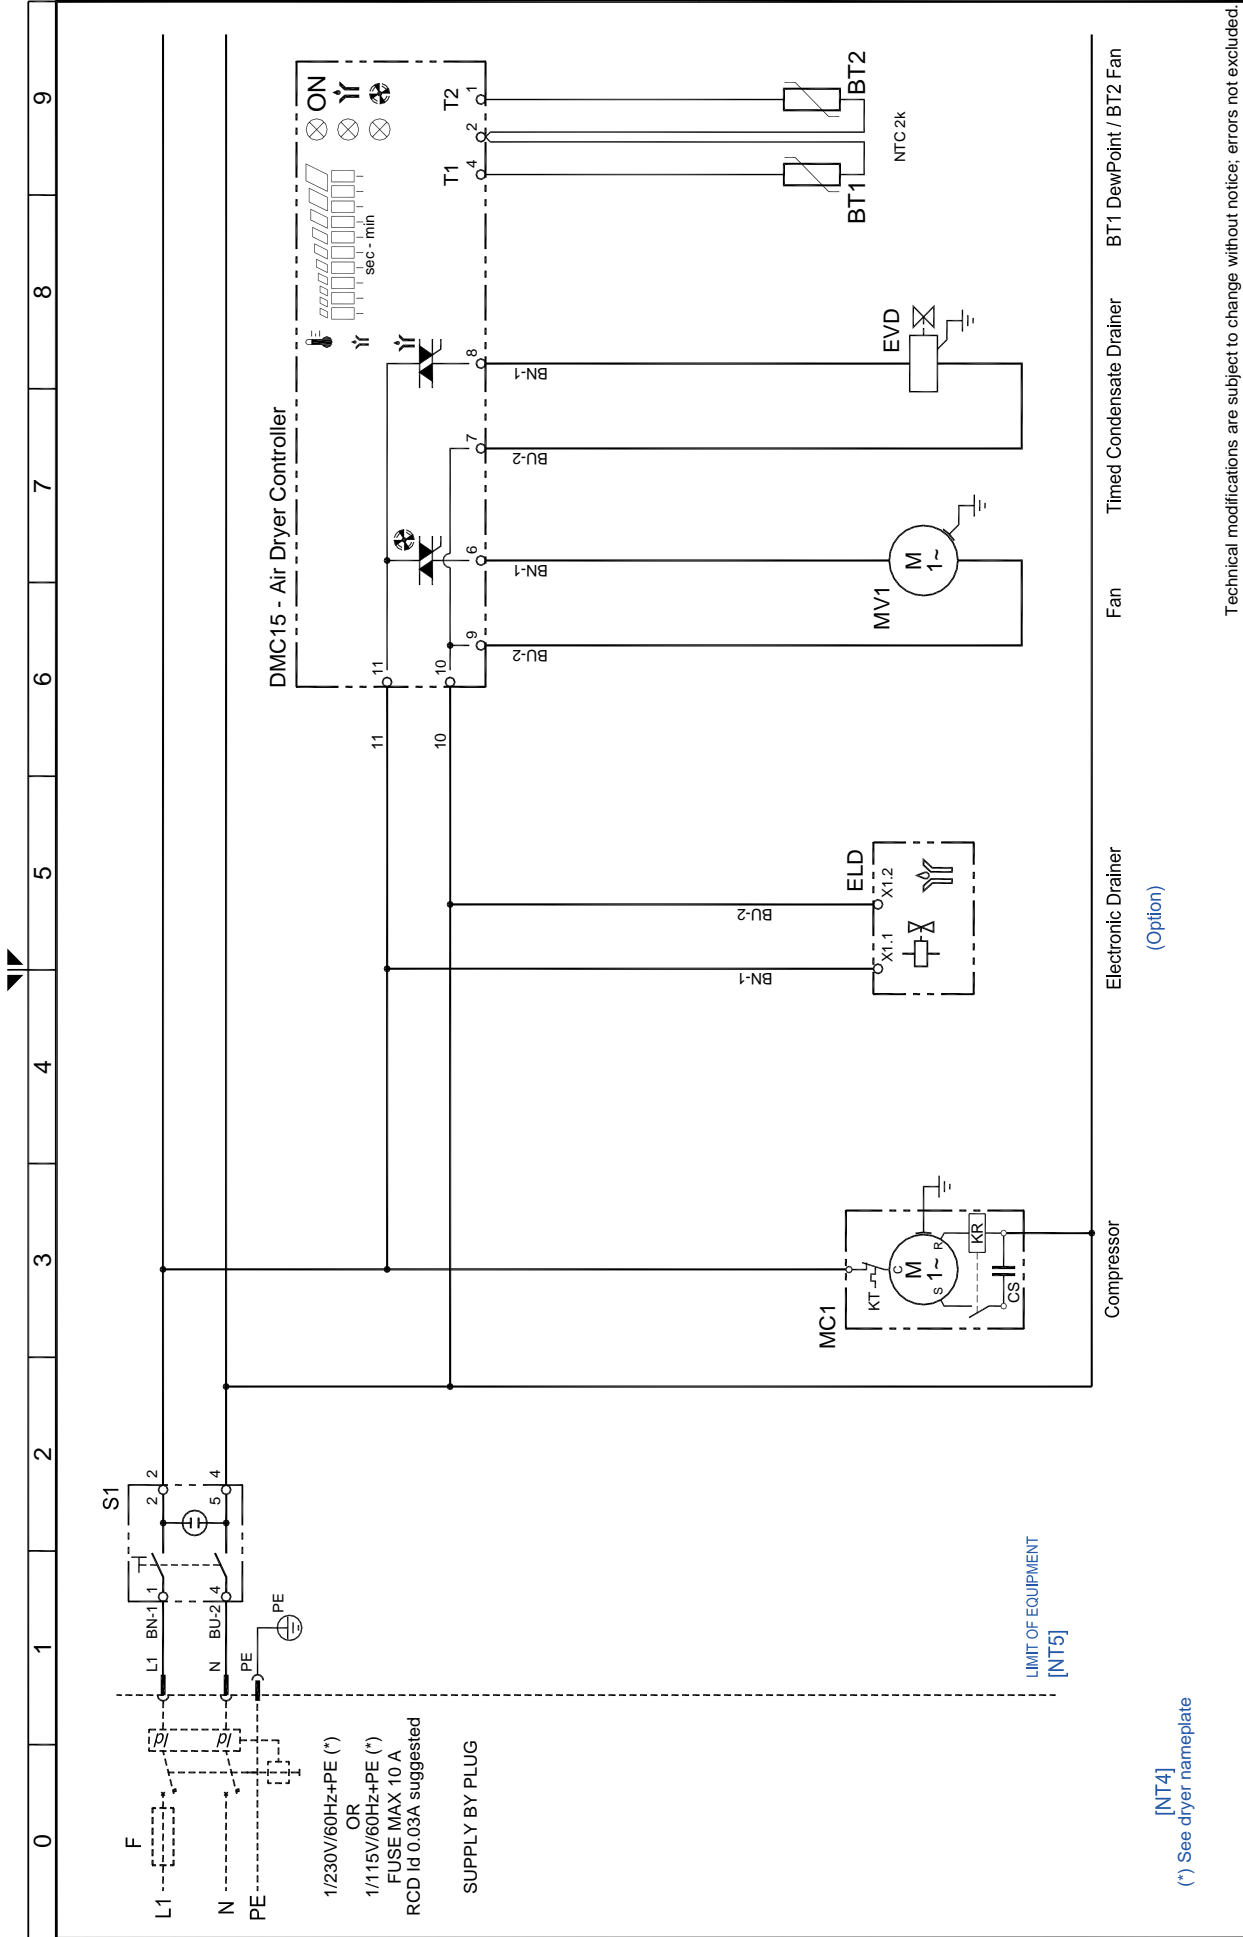 0
1
2
3
4
5
6
7
8
9
F
L1
N
PE
1/230V/60Hz+PE (*)
OR
1/115V/60Hz+PE (*)
FUSE MAX 10 A
RCD Id 0.03A suggested
SUPPLY BY PLUG
Id
Id
L1
N
PE
BN-1
BU-2
PE
S1
1
4
2
5
2
4
LIMIT OF EQUIPMENT
[NT5]
MC1
KT
C
M
1~
S
R
KR
CS
BN-1
BU-2
ELD
X1.1
X1.2
11
10
11
10
DMC15 - Air Dryer Controller
ON
sec - min
T1
T2
9
6
7
8
4
2
1
BU-2
BN-1
BU-2
BN-1
MV1
M
1~
EVD
BT1
BT2
NTC 2k
Compressor
Electronic Drainer
(Option)
Fan
Timed Condensate Drainer
BT1 DewPoint / BT2 Fan
[NT4]
(*) See dryer nameplate
Technical modifications are subject to change without notice; errors not excluded.